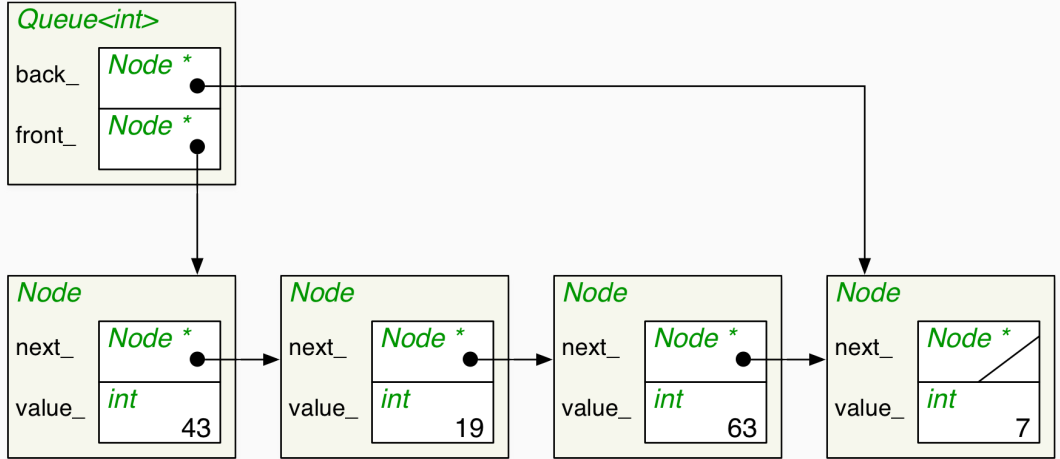 Queue<int>
back_ Node *
front_ Node *
Node Node Node Node
next_ Node * next_ Node * next_ Node * next_ Node *
value_ int value_ int value_ int value_ int
43 19 63 7